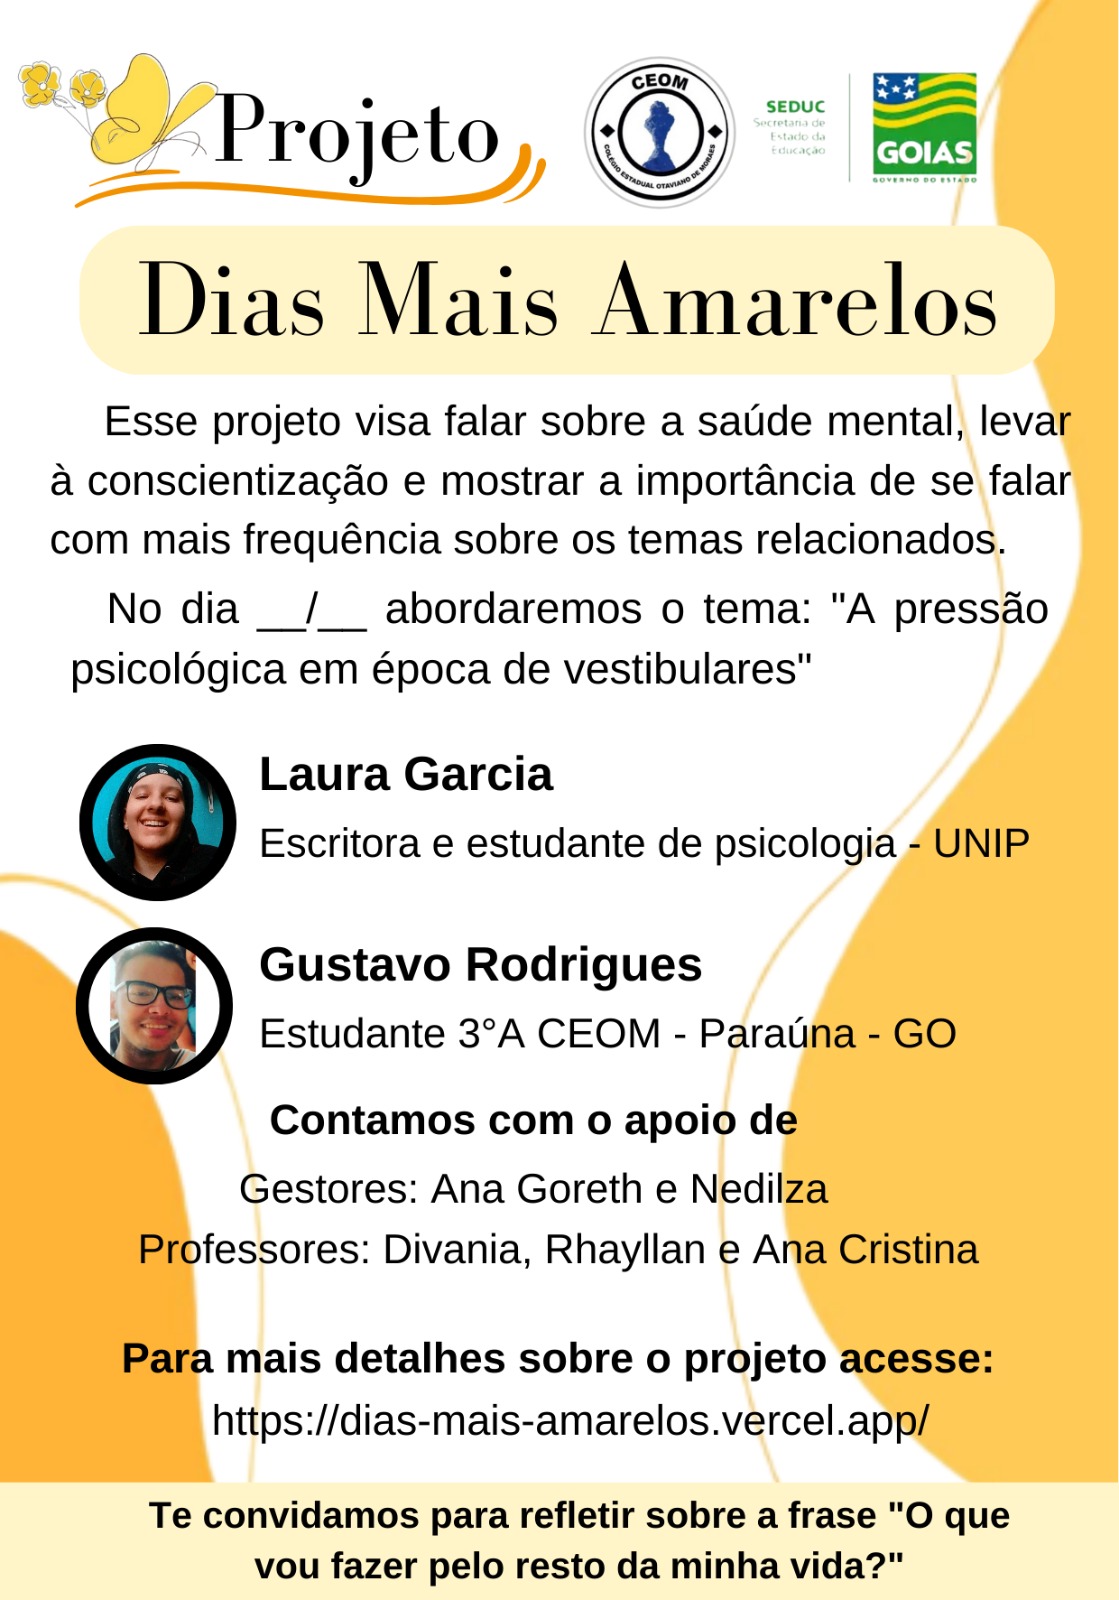 Projeto
CEOM
COLÉGIO ESTADUAL OTAVIANO DE MORAES
SEDUC
Secretaria de
Estado da
Educação
GOIÁS
GOVERNO DO ESTADO
Dias Mais Amarelos
Esse projeto visa falar sobre a saúde mental, levar
à conscientização e mostrar a importância de se falar
com mais frequência sobre os temas relacionados.
No dia __/__ abordaremos o tema: "A pressão
psicológica em época de vestibulares"
Laura Garcia
Escritora e estudante de psicologia - UNIP
Gustavo Rodrigues
Estudante 3°A CEOM - Paraúna - GO
Contamos com o apoio de
Gestores: Ana Goreth e Nedilza
Professores: Divania, Rhayllan e Ana Cristina
Para mais detalhes sobre o projeto acesse:
https://dias-mais-amarelos.vercel.app/
Te convidamos para refletir sobre a frase "O que
vou fazer pelo resto da minha vida?"